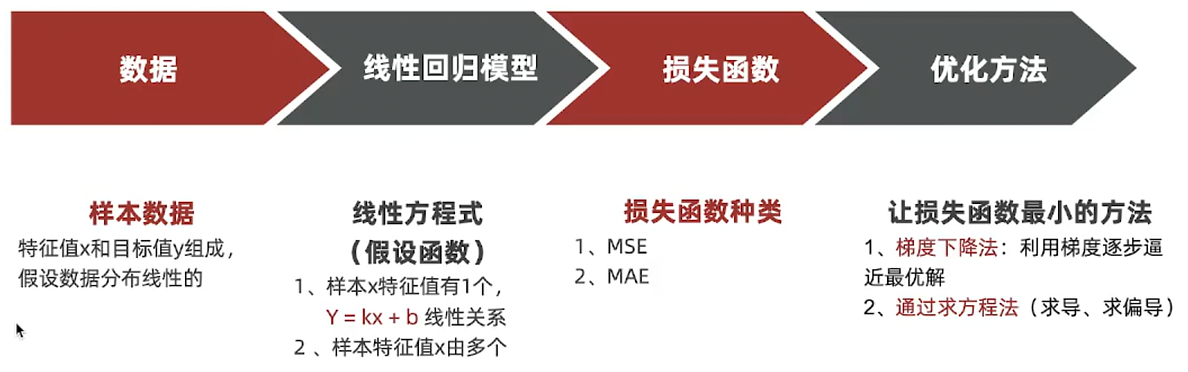 数据
线性回归模型
损失函数
优化方法
样本数据
特征值x和目标值y组成，
假设数据分布线性的
线性方程式
（假设函数）
1、样本x特征值有1个，
Y = kx + b 线性关系
2 、样本特征值x由多个
损失函数种类
1、MSE
2、MAE
让损失函数最小的方法
1、梯度下降法：利用梯度逐步逼
近最优解
2、通过求方程法（求导、求偏导）